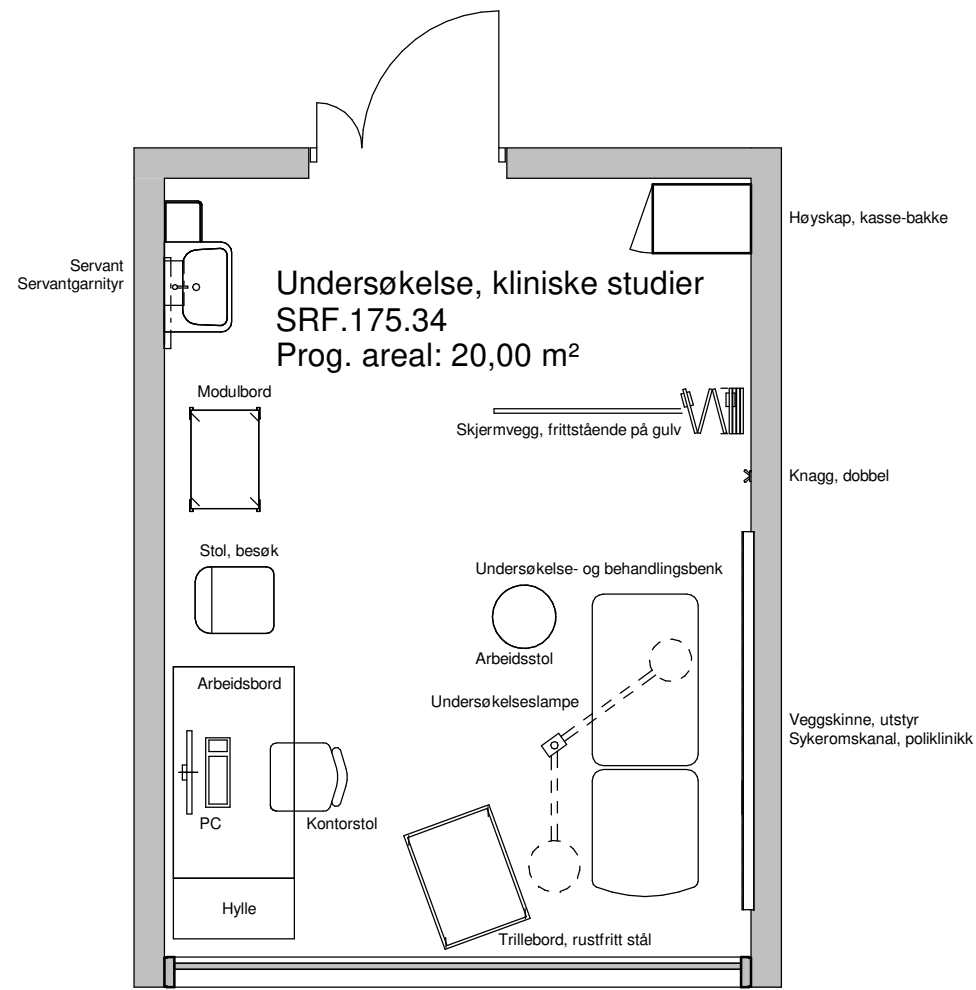 Høyskap, kasse-bakke
Servant
Servantgarnityr
Undersøkelse, kliniske studier
SRF.175.34
Prog. areal: 20,00 m²
Modulbord
Skjermvegg, frittstående på gulv
Knagg, dobbel
Stol, besøk
Undersøkelse- og behandlingsbenk
Arbeidsstol
Arbeidsbord
Undersøkelseslampe
Veggskinne, utstyr
Sykeromskanal, poliklinikk
PC
Kontorstol
Hylle
Trillebord, rustfritt stål